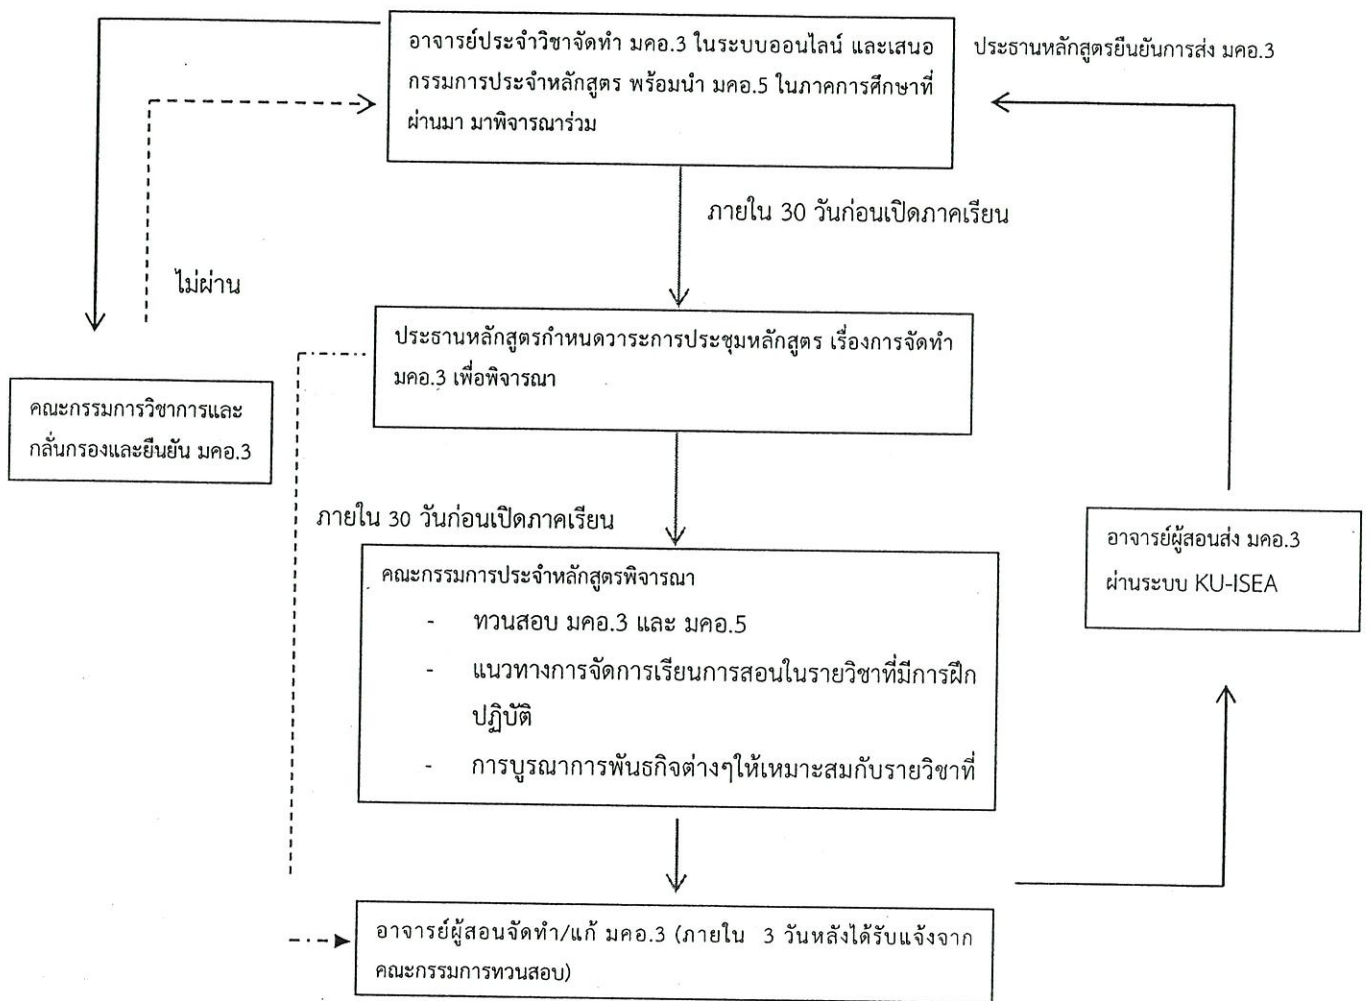 อาจารย์ประจำวิชาจัดทำ มคอ.3 ในระบบออนไลน์ และเสนอ
กรรมการประจำหลักสูตร พร้อมนำ มคอ.5 ในภาคการศึกษาที่
ผ่านมา มาพิจารณาร่วม
ประธานหลักสูตรยืนยันการส่ง มคอ.3
ภายใน 30 วันก่อนเปิดภาคเรียน
ไม่ผ่าน
ประธานหลักสูตรกำหนดวาระการประชุมหลักสูตร เรื่องการจัดทำ
มคอ.3 เพื่อพิจารณา
คณะกรรมการวิชาการและ
กลั่นกรองและยืนยัน มคอ.3
ภายใน 30 วันก่อนเปิดภาคเรียน
อาจารย์ผู้สอนส่ง มคอ.3
ผ่านระบบ KU-ISEA
คณะกรรมการประจำหลักสูตรพิจารณา
- ทวนสอบ มคอ.3 และ มคอ.5
- แนวทางการจัดการเรียนการสอนในรายวิชาที่มีการฝึก
ปฏิบัติ
- การบูรณาการพันธกิจต่างๆให้เหมาะสมกับรายวิชาที่
อาจารย์ผู้สอนจัดทำ/แก้ มคอ.3 (ภายใน 3 วันหลังได้รับแจ้งจาก
คณะกรรมการทวนสอบ)